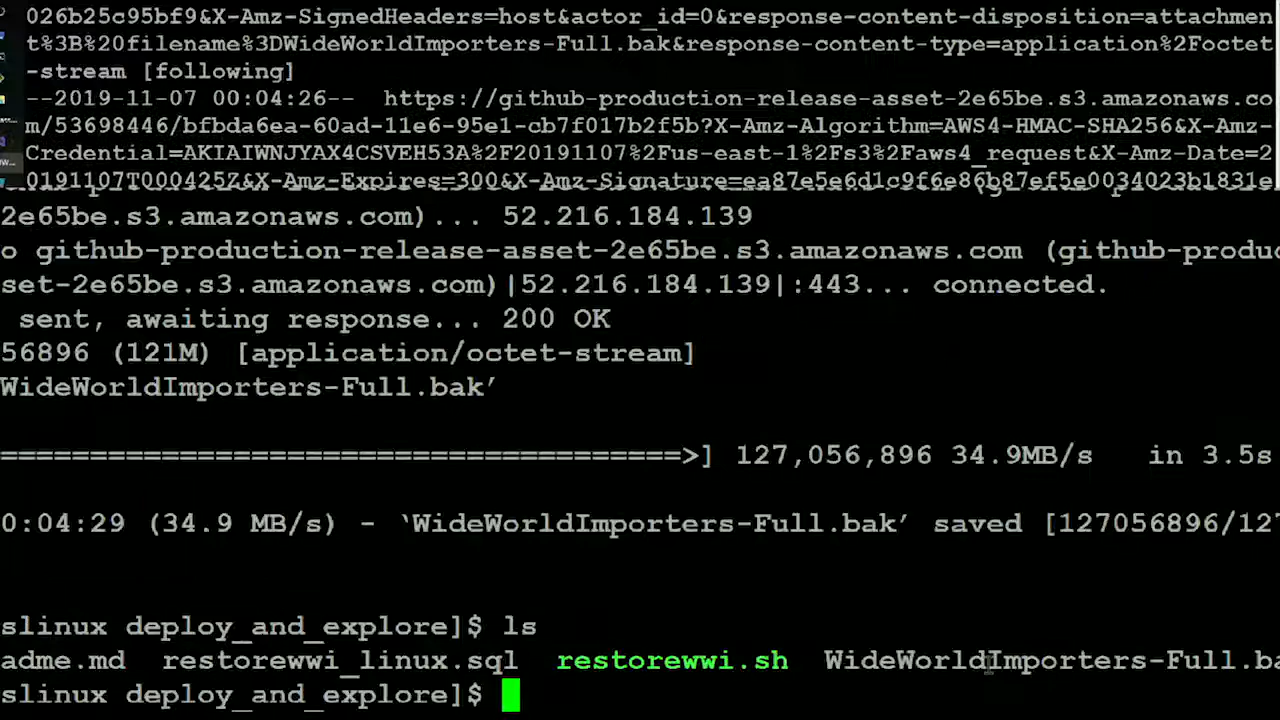 026b25c95bf9&X-Amz-SignedHeaders=host&actor_id=0&response-content-disposition=attachmen
t%3B%20filename%3DWideWorldImporters-Full.bak&response-content-type=application%2Foctet
-stream [following]
--2019-11-07 00:04:26--  https://github-production-release-asset-2e65be.s3.amazonaws.co
m/53698446/bfbda6ea-60ad-11e6-95e1-cb7f017b2f5b?X-Amz-Algorithm=AWS4-HMAC-SHA256&X-Amz-
Credential=AKIAIWNJYAX4CSVEH53A%2F20191107%2Fus-east-1%2Fs3%2Faws4_request&X-Amz-Date=2
0191107T000425Z&X-Amz-Expires=300&X-Amz-Signature=ea87e5e6d1c9f6e86b87ef5e0034023b1831e
2e65be.s3.amazonaws.com)... 52.216.184.139
o github-production-release-asset-2e65be.s3.amazonaws.com (github-produc
set-2e65be.s3.amazonaws.com)|52.216.184.139|:443... connected.
sent, awaiting response... 200 OK
56896 (121M) [application/octet-stream]
WideWorldImporters-Full.bak’
========================================>] 127,056,896 34.9MB/s   in 3.5s
0:04:29 (34.9 MB/s) - ‘WideWorldImporters-Full.bak’ saved [127056896/127
slinux deploy_and_explore]$ ls
adme.md  restorewwi_linux.sql  restorewwi.sh  WideWorldImporters-Full.ba
slinux deploy_and_explore]$